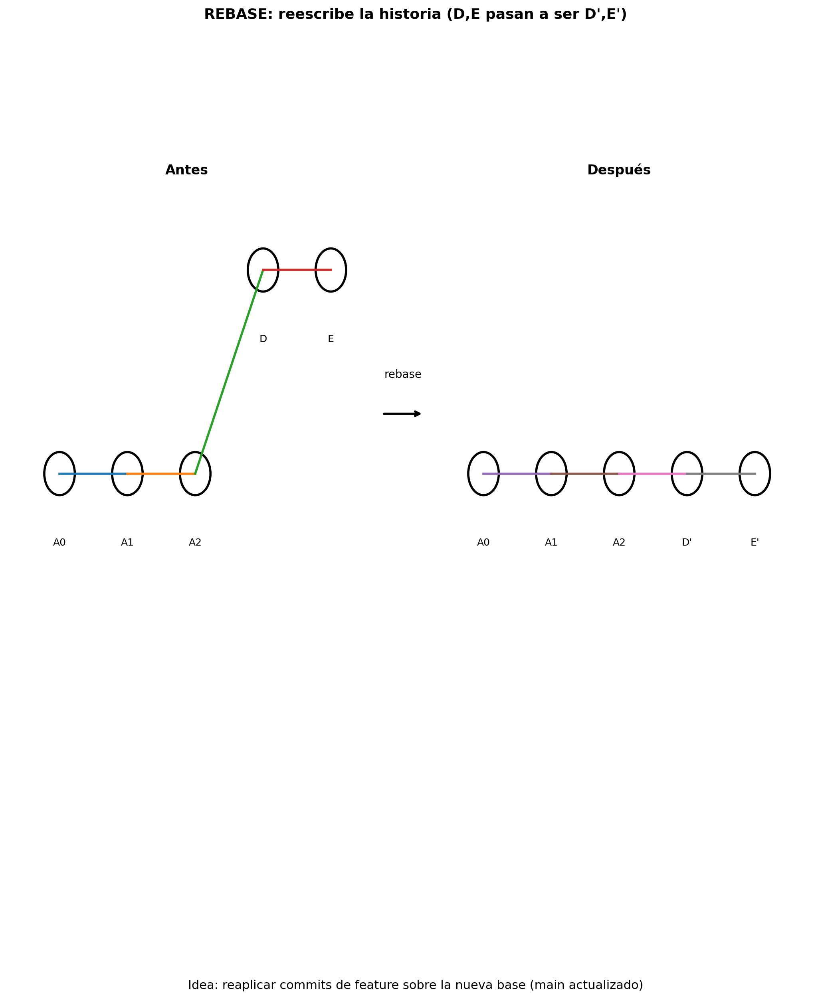 REBASE: reescribe la historia (D,E pasan a ser D',E')
Antes
Después
D E
rebase
A0 A1 A2
A0 A1 A2 D' E'
Idea: reaplicar commits de feature sobre la nueva base (main actualizado)